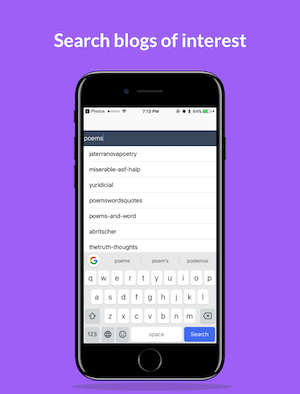 Search blogs of interest
Photos 7:13 PM 64%
poems
jaterranovapoetry
miserable-asf-halp
yuridicial
poemswordsquotes
poems-and-word
abritscher
thetruth-thoughts
poems poem's podemos
q w e r t y u i o p
a s d f g h j k l
z x c v b n m
123 space Search